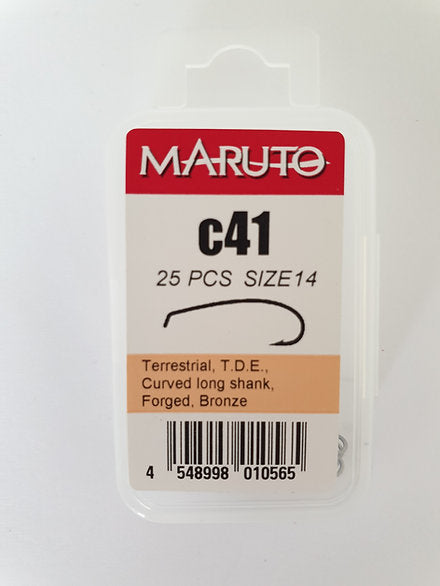 MARUTO
c41
25 PCS SIZE14
Terrestrial, T.D.E.,
Curved long shank,
Forged, Bronze
4 548998 010565